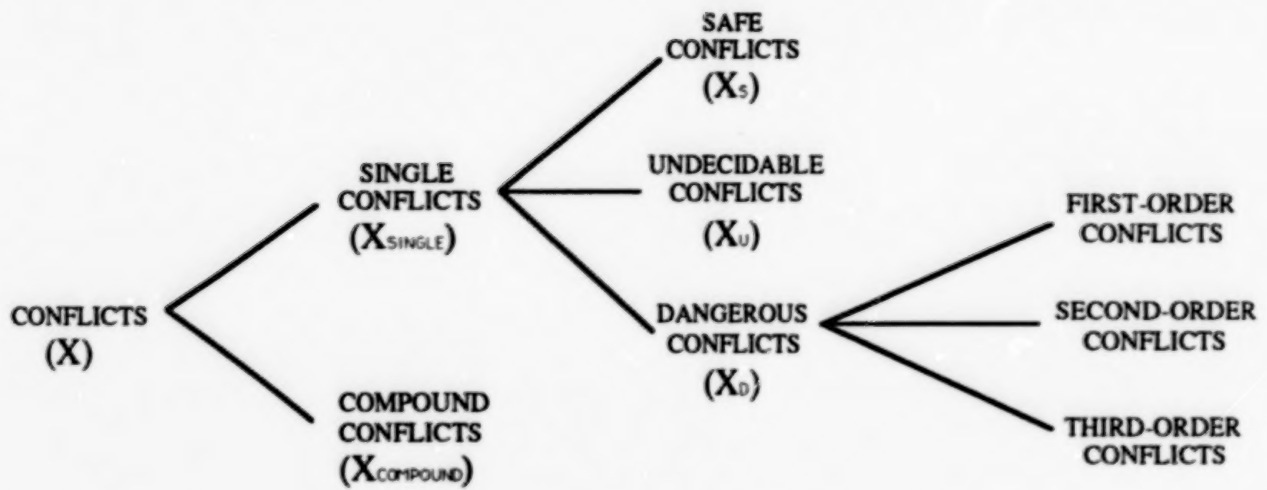 CONFLICTS
(X)
SINGLE
CONFLICTS
(XSINGLE)
COMPOUND
CONFLICTS
(XCOMPOUND)
SAFE
CONFLICTS
(XS)
UNDECIDABLE
CONFLICTS
(XU)
DANGEROUS
CONFLICTS
(XD)
FIRST-ORDER
CONFLICTS
SECOND-ORDER
CONFLICTS
THIRD-ORDER
CONFLICTS